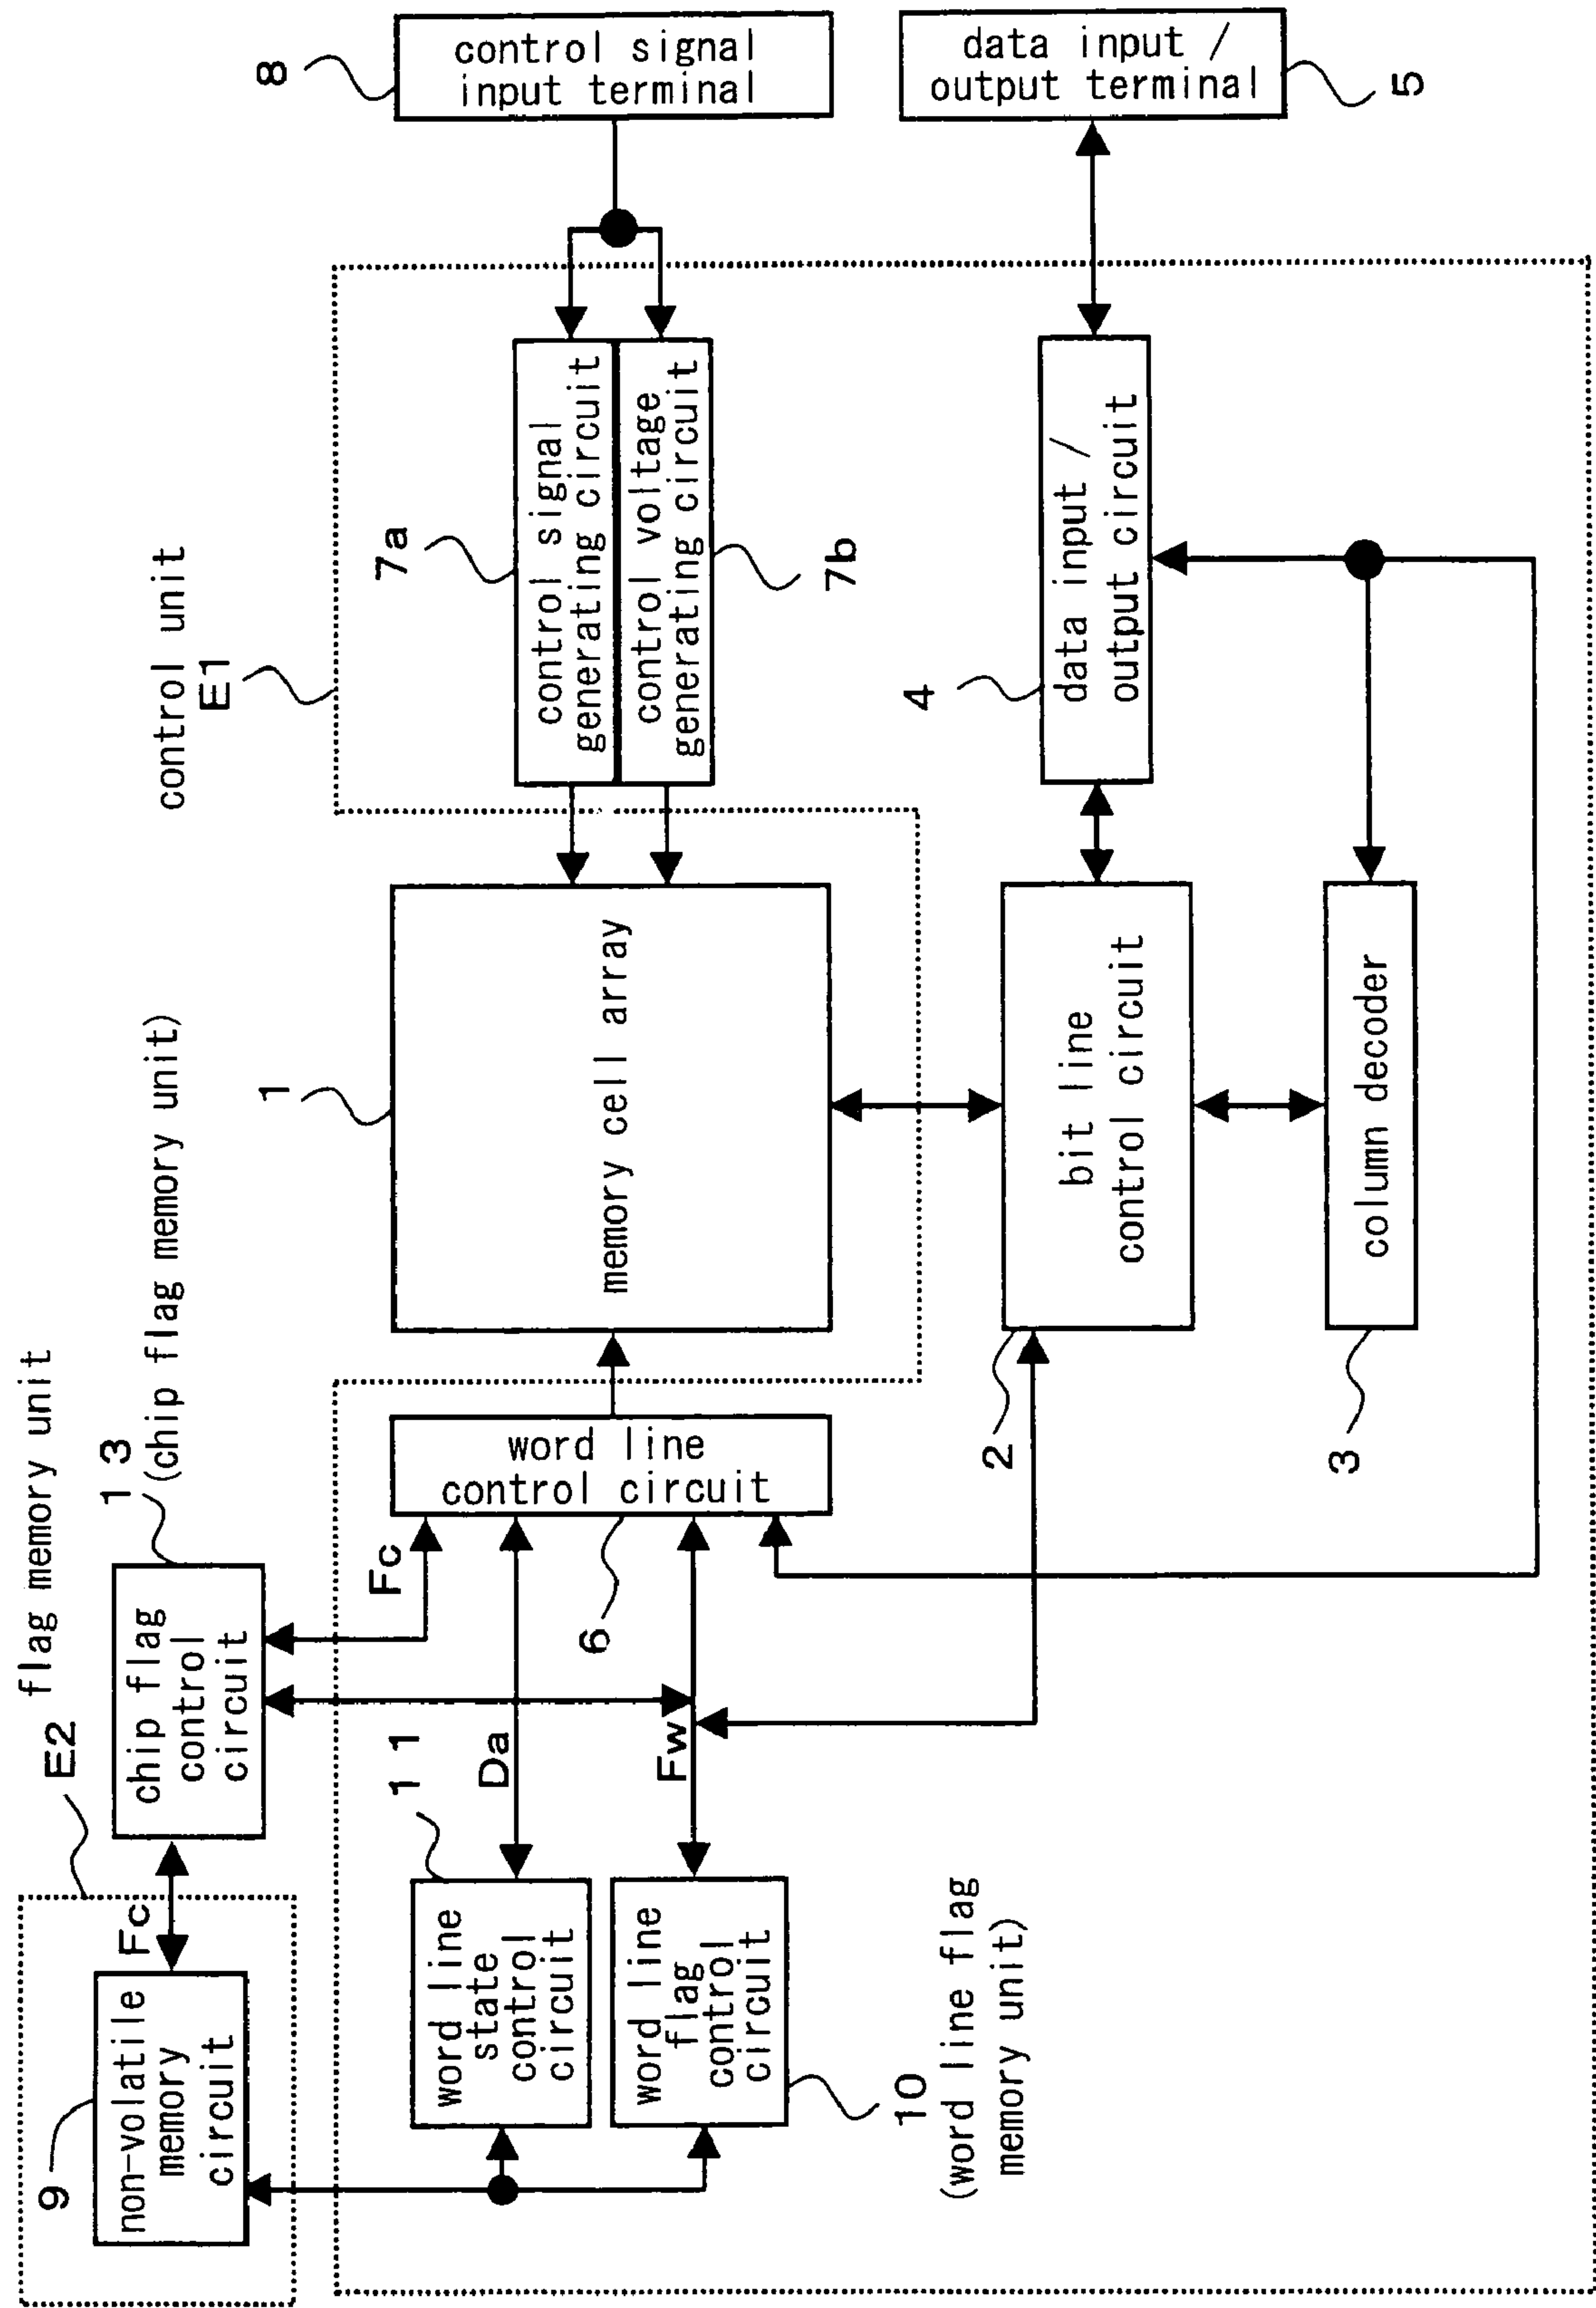 E2
flag memory unit
9
non-volatile
memory
circuit
Fc
chip flag
control
circuit
1 3
(chip flag memory unit)
control unit
E1
word line
state
control
circuit
1 1
Da
Fc
word line
flag
control
circuit
Fw
10
(word line flag
memory unit)
6
word line
control circuit
1
memory cell array
7a
control signal
generating circuit
control voltage
generating circuit
7b
8
control signal
input terminal
2
bit line
control circuit
4
data input /
output circuit
data input /
output terminal
5
3
column decoder